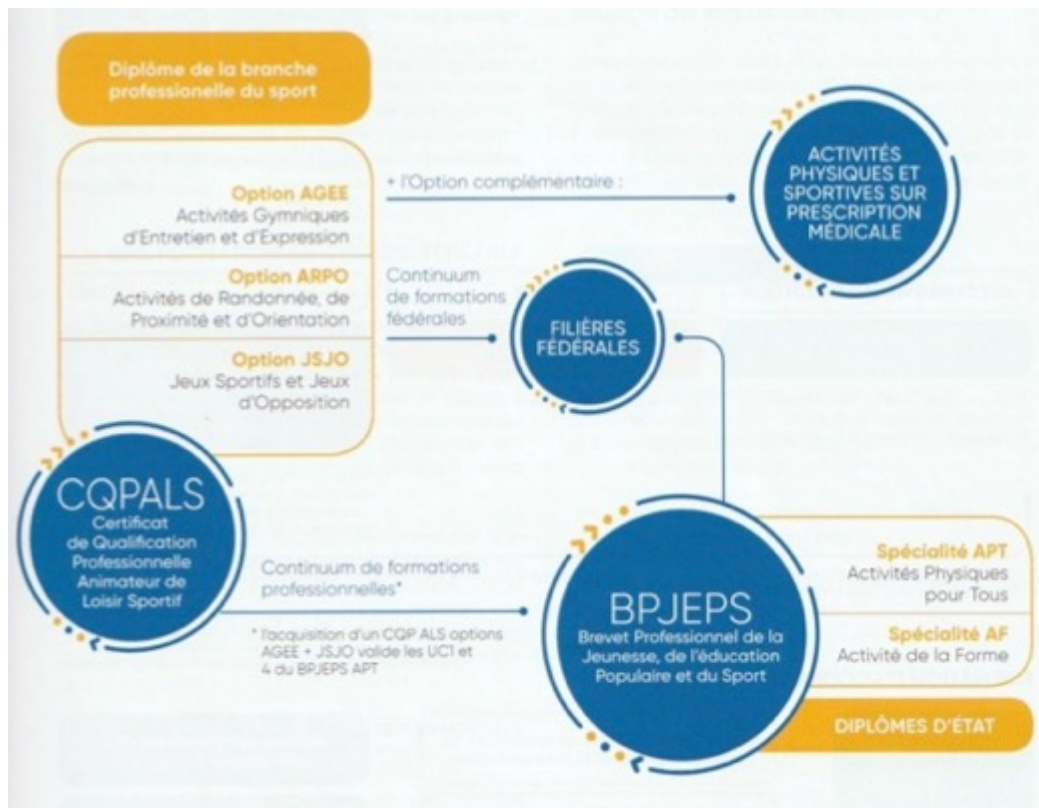 Diplôme de la branche
professionelle du sport
Option AGEE
Activités Gymniques
d'Entretien et d'Expression
Option ARPO
Activités de Randonnée, de
Proximité et d'Orientation
Option JSJO
Jeux Sportifs et Jeux
d'Opposition
+ l'Option complémentaire :
ACTIVITÉS
PHYSIQUES ET
SPORTIVES SUR
PRESCRIPTION
MÉDICALE
Continuum
de formations
fédérales
FILIÈRES
FÉDÉRALES
CQPALS
Certificat
de Qualification
Professionnelle
Animateur de
Loisir Sportif
Continuum de formations
professionnelles*
* l'acquisition d'un CQP ALS options
AGEE + JSJO valide les UC1 et
4 du BPJEPS APT
BPJEPS
Brevet Professionnel de la
Jeunesse, de l'éducation
Populaire et du Sport
Spécialité APT
Activités Physiques
pour Tous
Spécialité AF
Activité de la Forme
DIPLÔMES D'ÉTAT